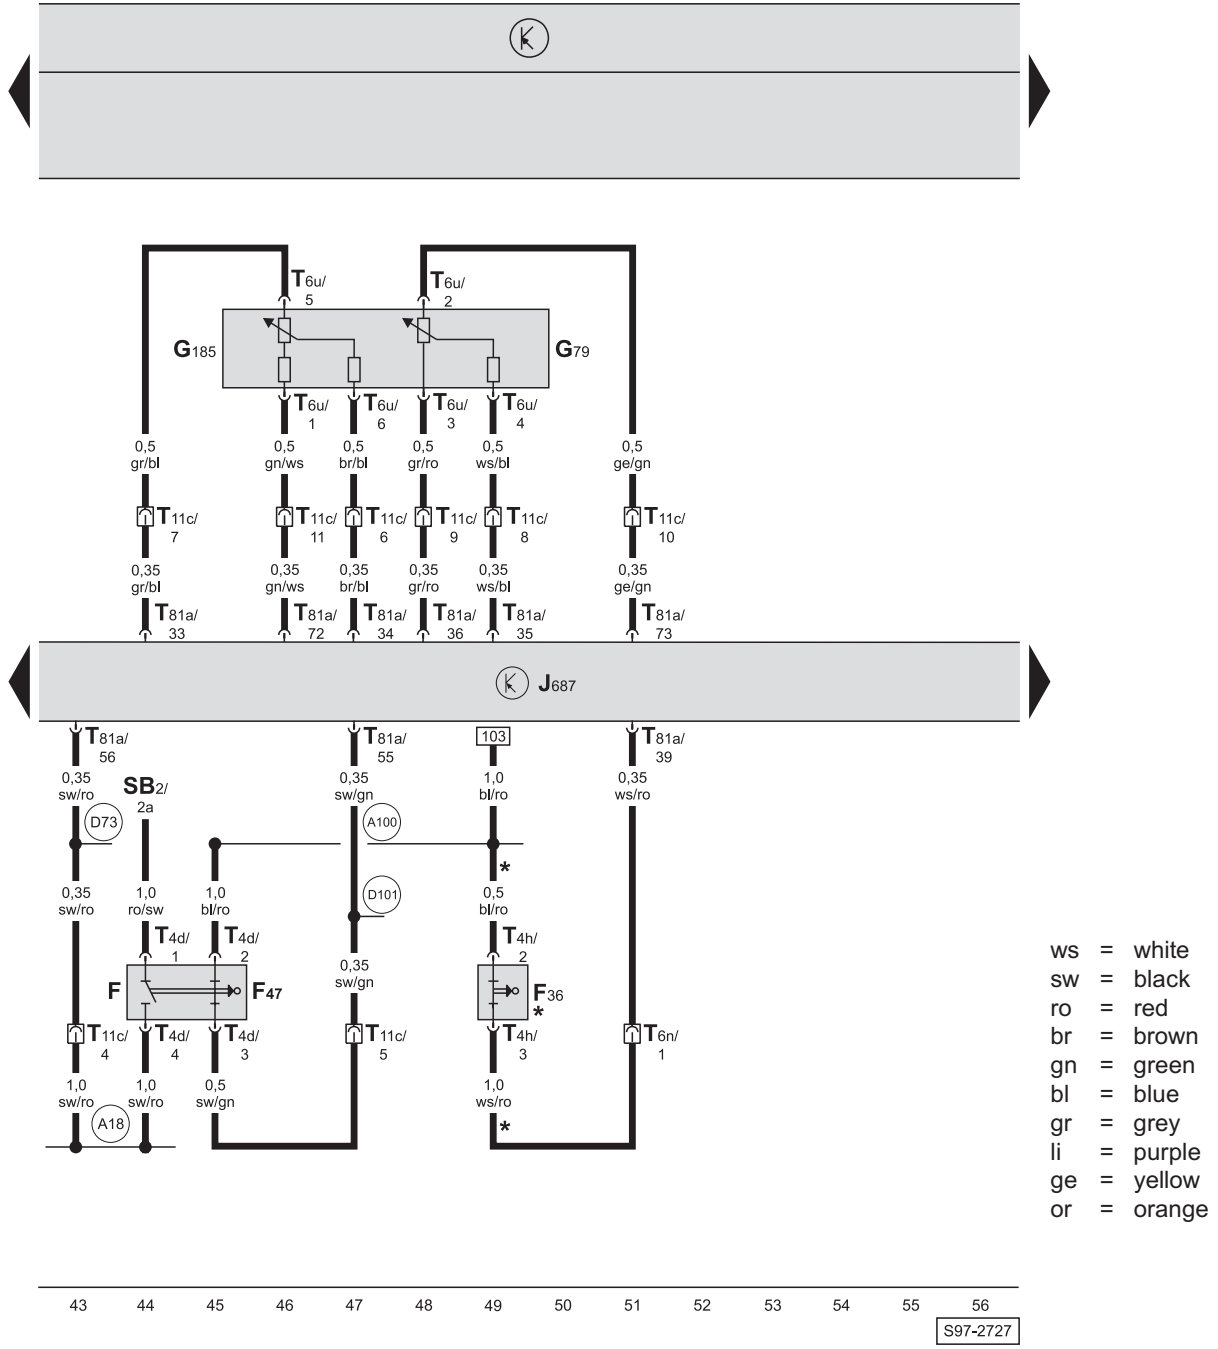 T6u/ T6u/
5 2
G185 G79
T6u/ T6u/ T6u/ T6u/
1 6 3 4
0,5 0,5 0,5 0,5 0,5 0,5
gr/bl gn/ws br/bl gr/ro ws/bl ge/gn
T11c/ T11c/ T11c/ T11c/ T11c/ T11c/
7 11 6 9 8 10
0,35 0,35 0,35 0,35 0,35 0,35
gr/bl gn/ws br/bl gr/ro ws/bl ge/gn
T81a/ T81a/ T81a/ T81a/ T81a/ T81a/
33 72 34 36 35 73
J687
T81a/ T81a/ 103 T81a/
56 55 39
0,35 SB2/ 0,35 1,0 0,35
sw/ro 2a sw/gn bl/ro ws/ro
D73 A100
*
0,35 1,0 1,0 D101 0,5
sw/ro ro/sw bl/ro bl/ro
T4d/ T4d/ T4h/
1 2 2
0,35
sw/gn
F F47 F36
*
T11c/ T4d/ T4d/ T11c/ T4h/ T6n/
4 4 3 5 3 1
1,0 1,0 0,5 1,0
sw/ro sw/ro sw/gn ws/ro
A18 *
ws = white
sw = black
ro = red
br = brown
gn = green
bl = blue
gr = grey
li = purple
ge = yellow
or = orange
43 44 45 46 47 48 49 50 51 52 53 54 55 56
S97-2727